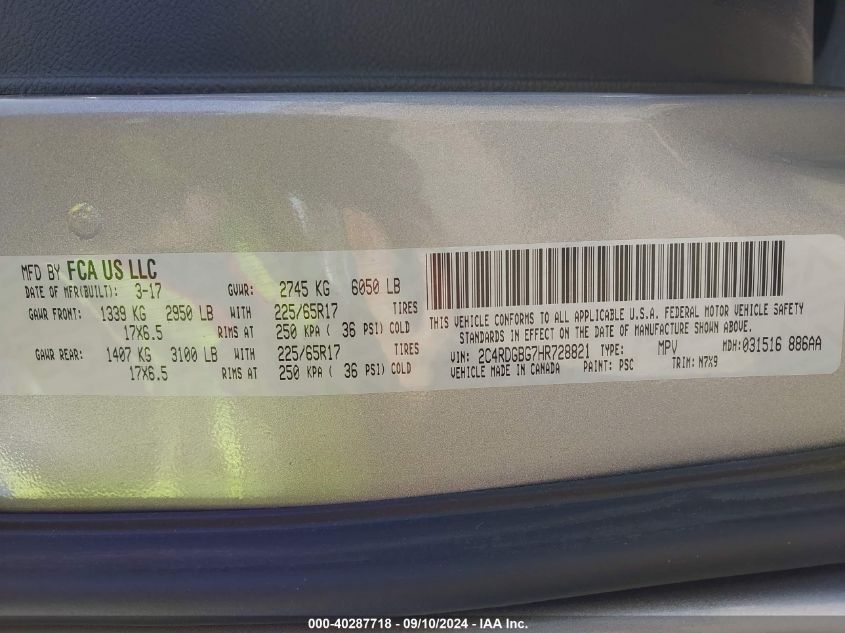 MFD BY FCA US LLC
DATE OF MFR(BUILT): 3-17 GVWR: 2745 KG 6050 LB
GAWR FRONT: 1339 KG 2950 LB WITH 225/65R17 TIRES
17X6.5 RIMS AT 250 KPA ( 36 PSI) COLD
GAWR REAR: 1407 KG 3100 LB WITH 225/65R17 TIRES
17X6.5 RIMS AT 250 KPA ( 36 PSI) COLD
THIS VEHICLE CONFORMS TO ALL APPLICABLE U.S.A. FEDERAL MOTOR VEHICLE SAFETY
STANDARDS IN EFFECT ON THE DATE OF MANUFACTURE SHOWN ABOVE.
VIN: 2C4RDGBG7HR728821 TYPE: MPV MDH: 031516 886AA
VEHICLE MADE IN CANADA PAINT: PSC TRIM: N7X9
000-40287718 - 09/10/2024 - IAA Inc.